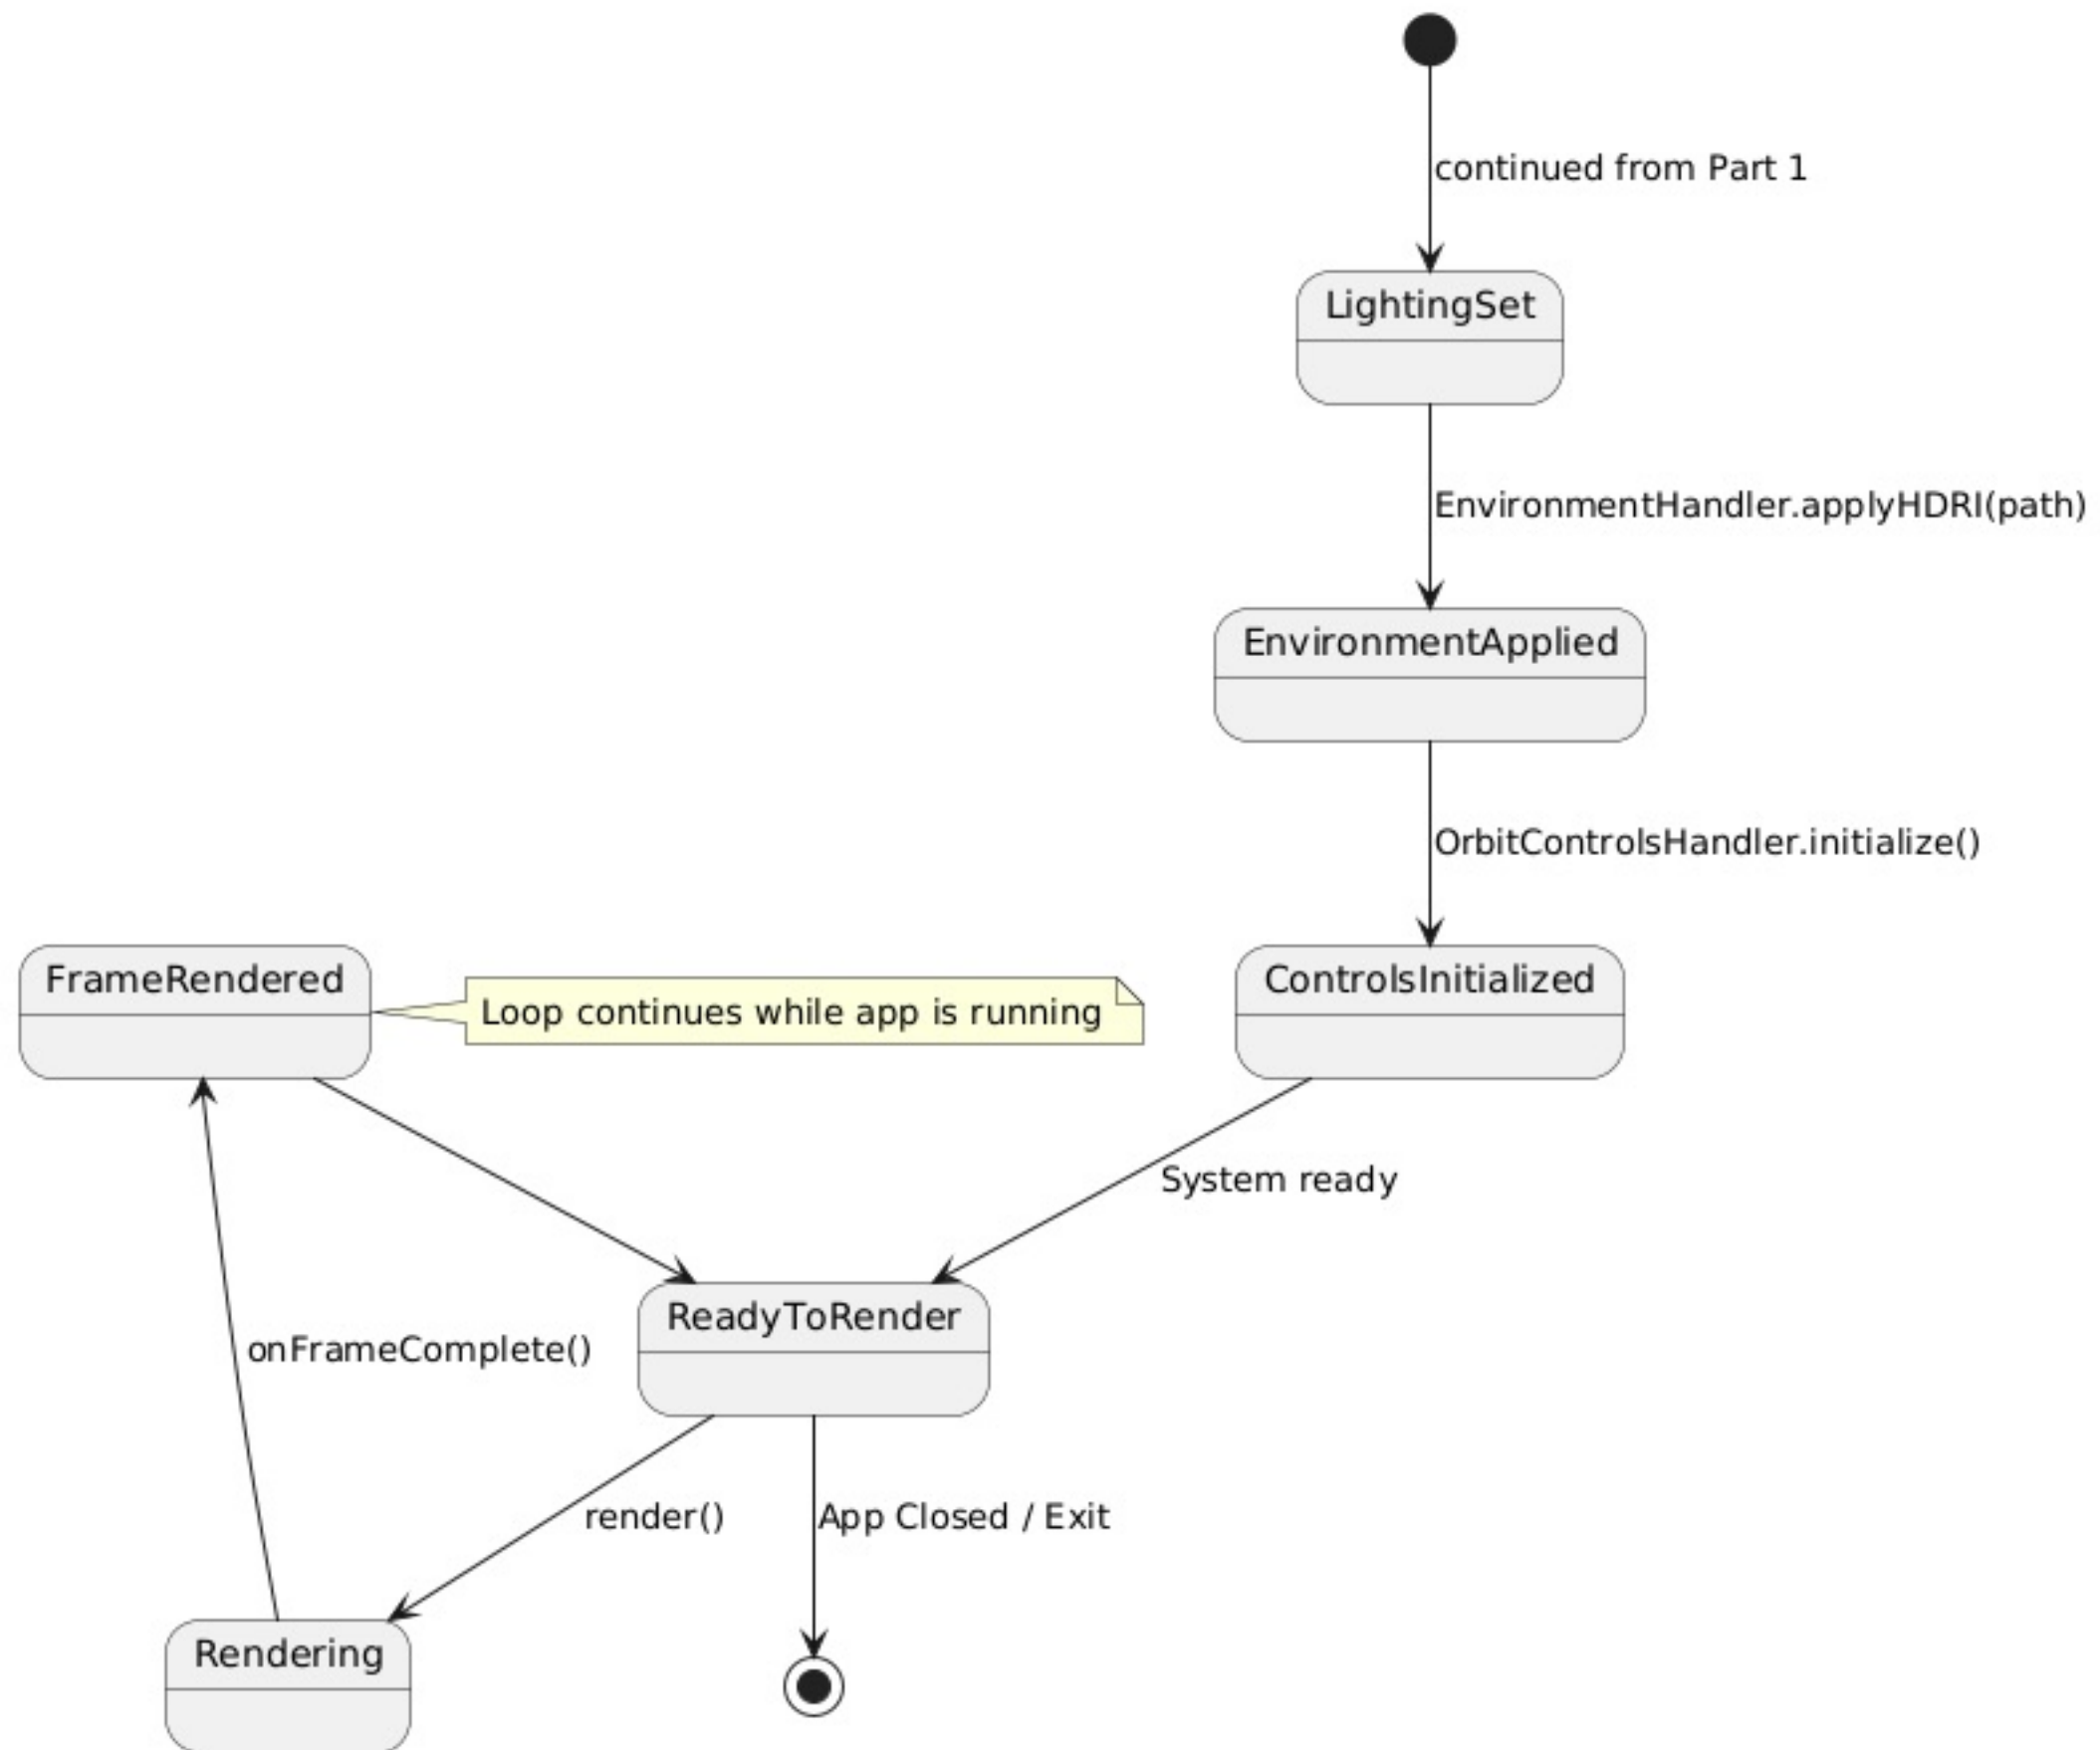 continued from Part 1
LightingSet
EnvironmentHandler.applyHDRI(path)
EnvironmentApplied
OrbitControlsHandler.initialize()
FrameRendered
Loop continues while app is running
ControlsInitialized
System ready
ReadyToRender
onFrameComplete()
render()
App Closed / Exit
Rendering